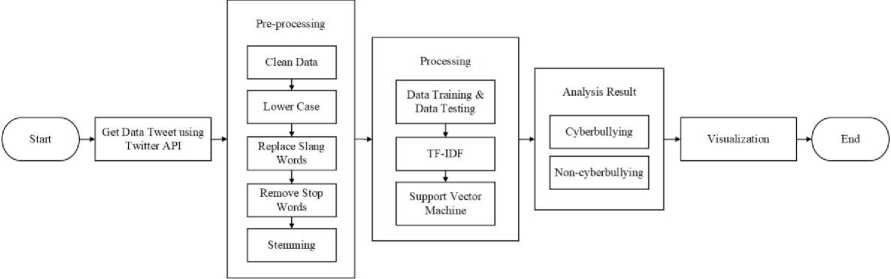 Start
Get Data Tweet using
Twitter API
Pre-processing
Clean Data
Lower Case
Replace Slang
Words
Remove Stop
Words
Stemming
Processing
Data Training &
Data Testing
TF-IDF
Support Vector
Machine
Analysis Result
Cyberbullying
Non-cyberbullying
Visualization
End